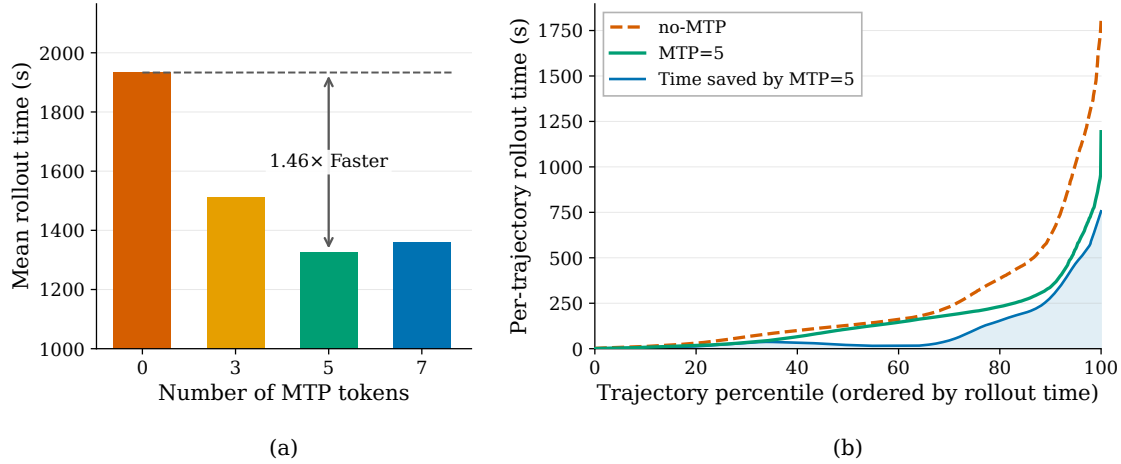 Mean rollout time (s)
2000
1800
1600
1400
1200
1000
1.46× Faster
0
3
5
7
Number of MTP tokens
(a)
Per-trajectory rollout time (s)
1750
1500
1250
1000
750
500
250
0
no-MTP
MTP=5
Time saved by MTP=5
0
20
40
60
80
100
Trajectory percentile (ordered by rollout time)
(b)